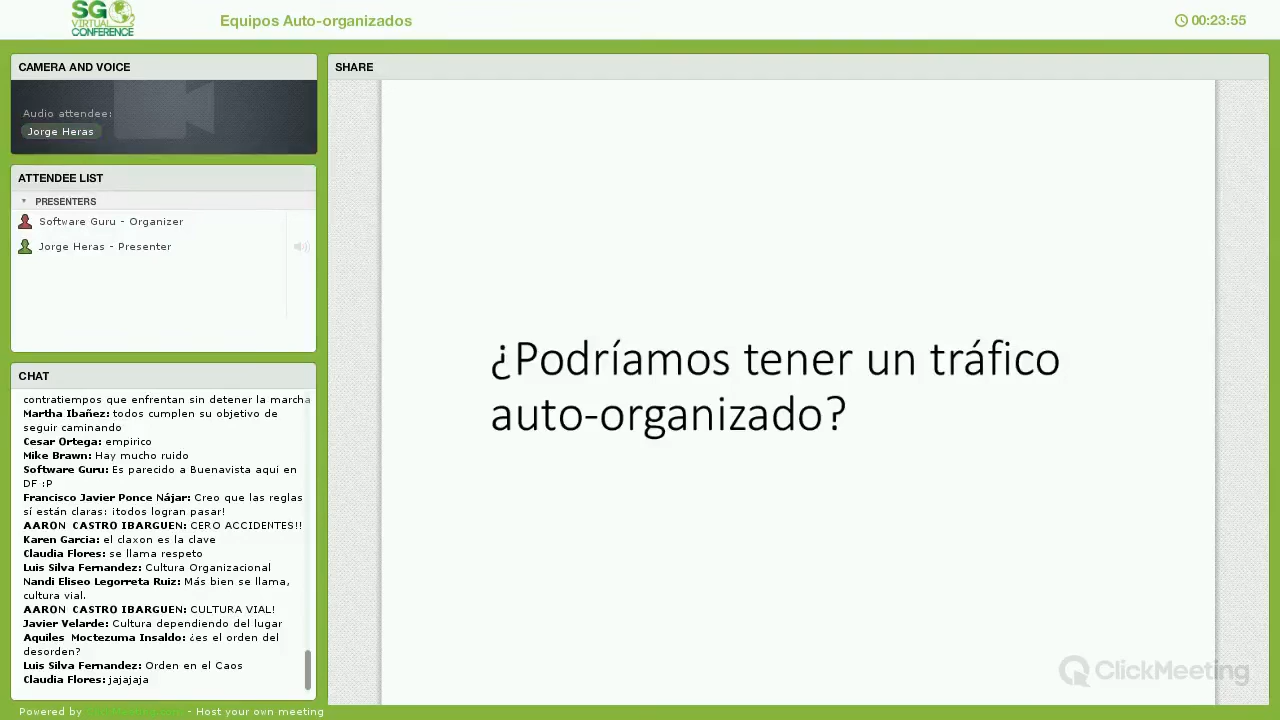 SG
VIRTUAL
CONFERENCE
Equipos Auto-organizados
00:23:55
CAMERA AND VOICE
Audio attendee:
Jorge Heras
ATTENDEE LIST
PRESENTERS
Software Guru - Organizer
Jorge Heras - Presenter
CHAT
contratiempos que enfrentan sin detener la marcha
Martha Ibañez: todos cumplen su objetivo de
seguir caminando
Cesar Ortega: empirico
Mike Brawn: Hay mucho ruido
Software Guru: Es parecido a Buenavista aqui en
DF :P
Francisco Javier Ponce Nájar: Creo que las reglas
sí están claras: ¡todos logran pasar!
AARON CASTRO IBARGUEN: CERO ACCIDENTES!!
Karen Garcia: el claxon es la clave
Claudia Flores: se llama respeto
Luis Silva Fernandez: Cultura Organizacional
Nandi Eliseo Legorreta Ruiz: Más bien se llama,
cultura vial.
AARON CASTRO IBARGUEN: CULTURA VIAL!
Javier Velarde: Cultura dependiendo del lugar
Aquiles Moctezuma Insaldo: ¿es el orden del
desorden?
Luis Silva Fernandez: Orden en el Caos
Claudia Flores: jajajaja
SHARE
¿Podríamos tener un tráfico
auto-organizado?
ClickMeeting
Powered by - Host your own meeting